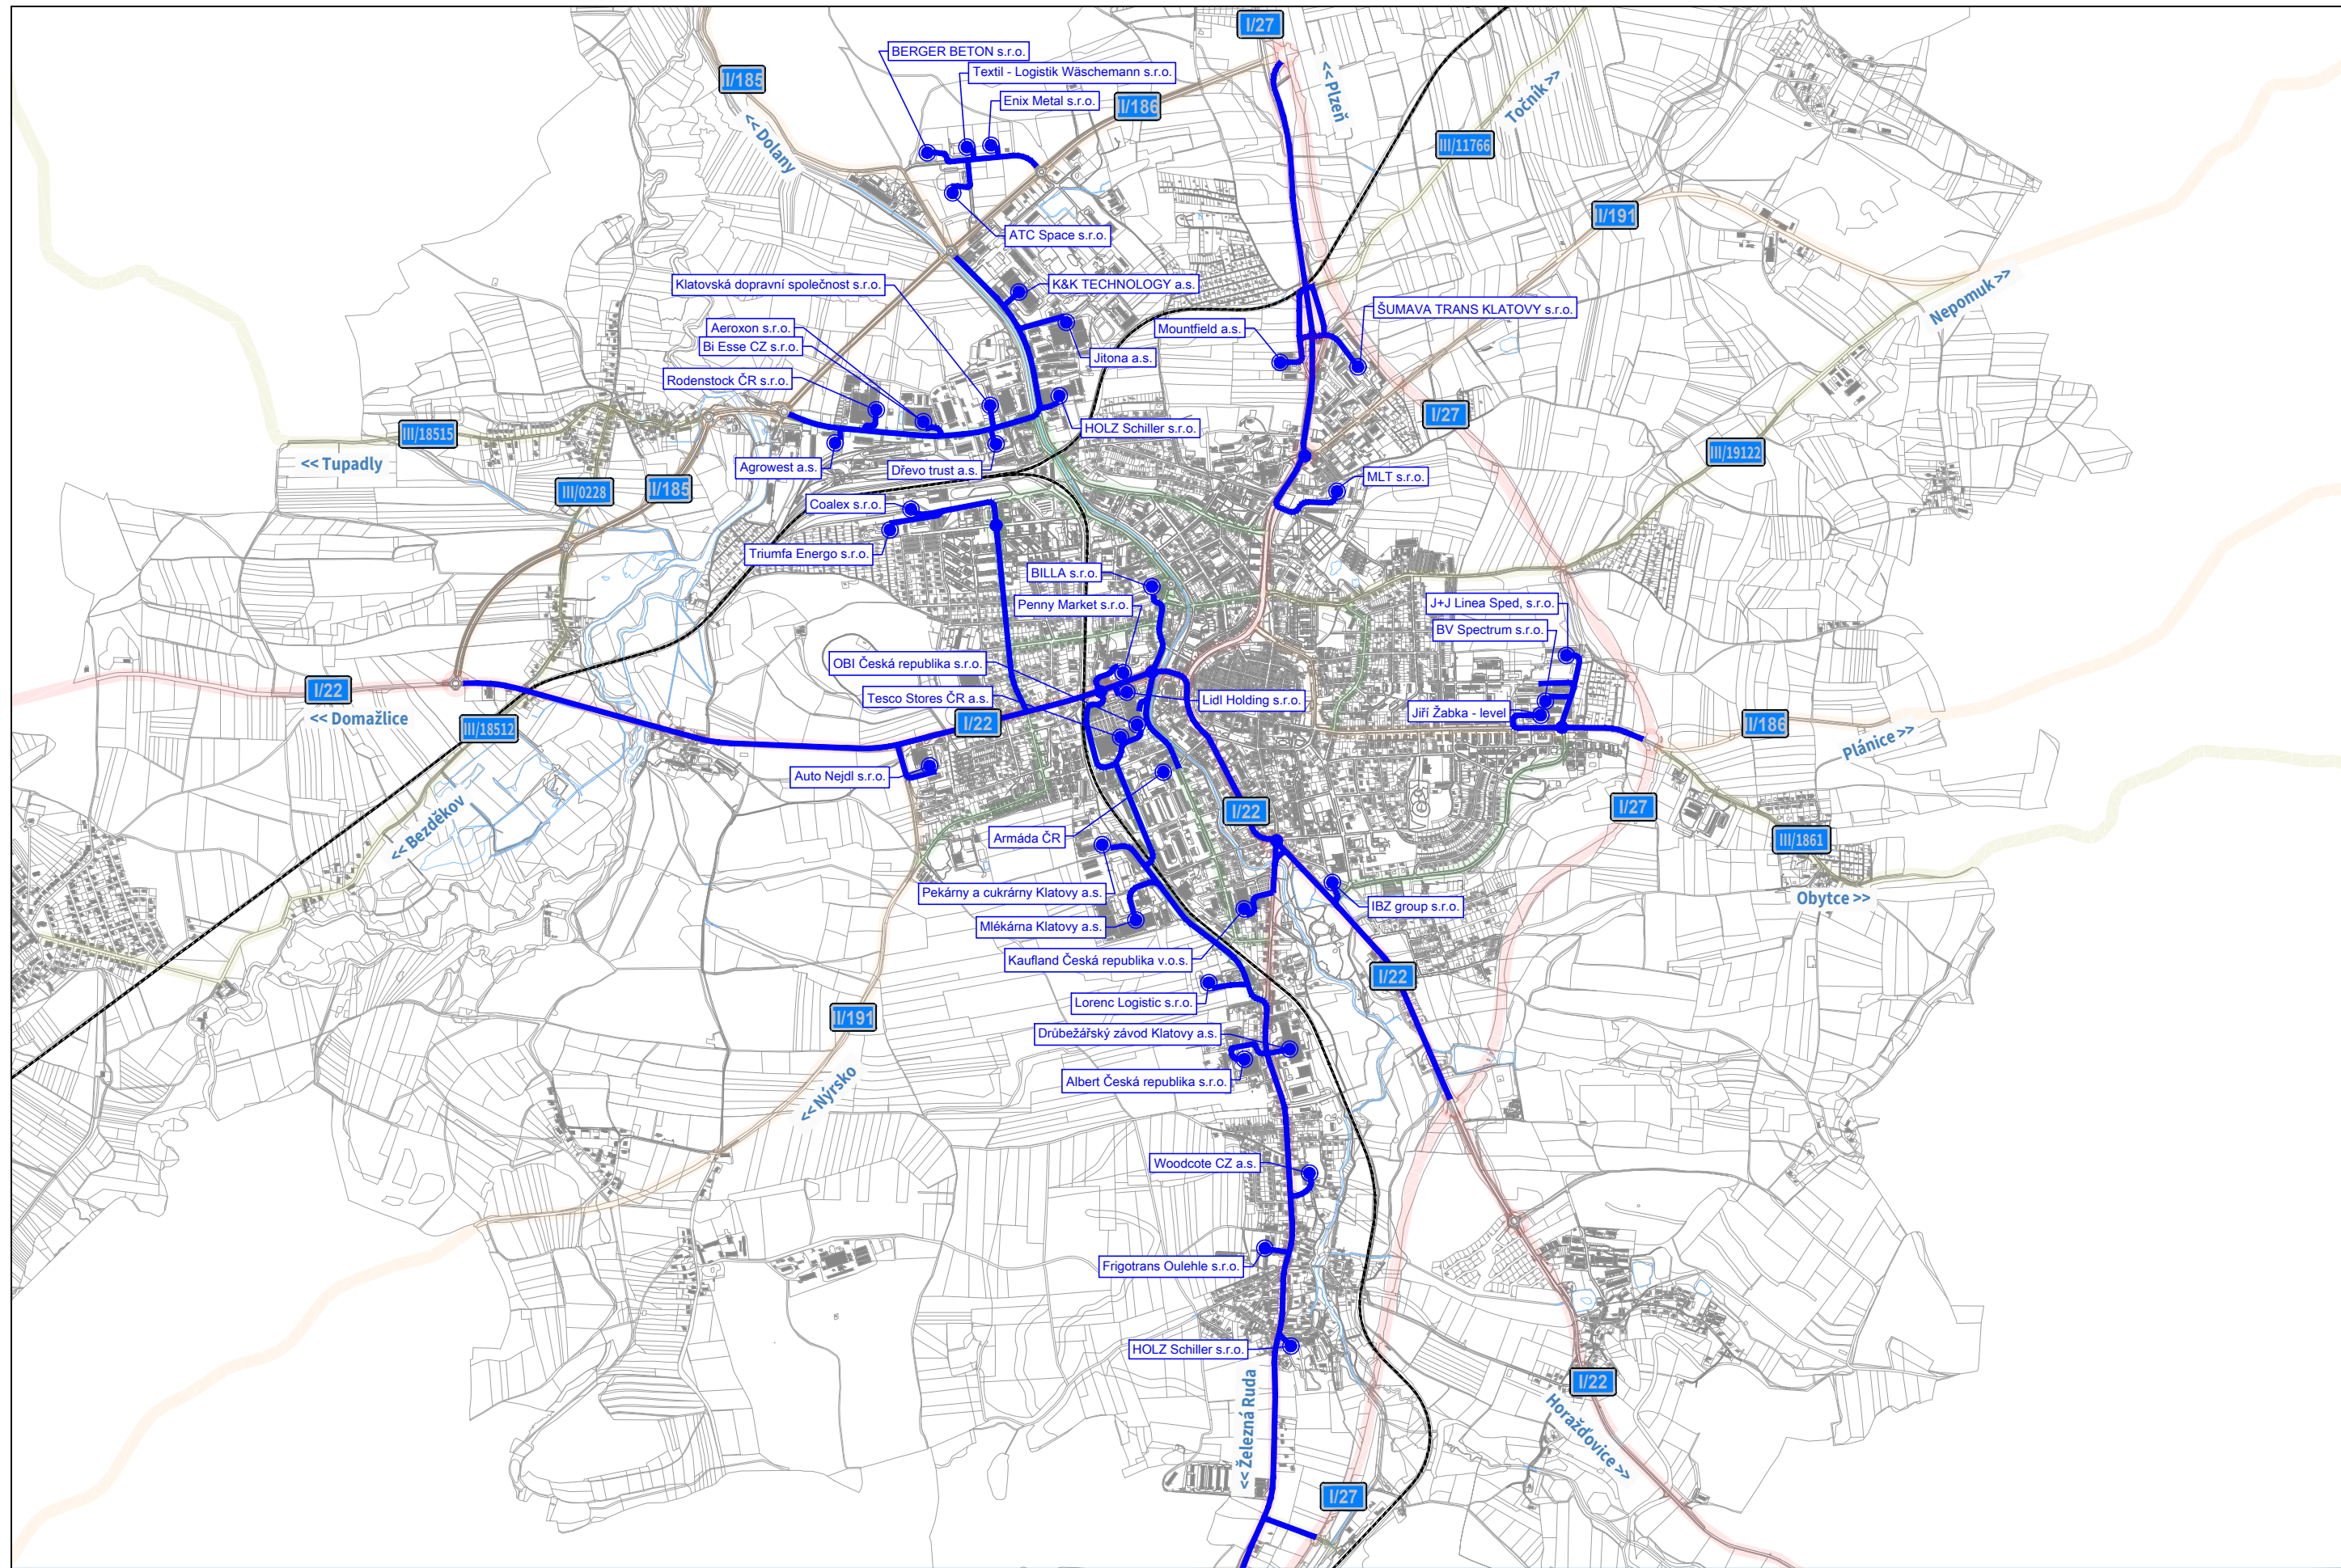 I/27
BERGER BETON s.r.o.
Textil - Logistik Wäschemann s.r.o.
II/185
<< Plzeň
Točník >>
Enix Metal s.r.o.
II/186
<< Dolany
III/11766
II/191
ATC Space s.r.o.
Klatovská dopravní společnost s.r.o.
K&K TECHNOLOGY a.s.
Nepomuk >>
ŠUMAVA TRANS KLATOVY s.r.o.
Aeroxon s.r.o.
Mountfield a.s.
Bi Esse CZ s.r.o.
Jitona a.s.
Rodenstock ČR s.r.o.
I/27
III/18515
HOLZ Schiller s.r.o.
III/19122
<< Tupadly
Agrowest a.s.
Dřevo trust a.s.
MLT s.r.o.
III/0228
II/185
Coalex s.r.o.
Triumfa Energo s.r.o.
BILLA s.r.o.
Penny Market s.r.o.
J+J Linea Sped, s.r.o.
BV Spectrum s.r.o.
OBI Česká republika s.r.o.
I/22
Tesco Stores ČR a.s.
Lidl Holding s.r.o.
Jiří Žabka - level
<< Domažlice
I/22
II/186
III/18512
Plánice >>
Auto Nejdl s.r.o.
I/27
I/22
<< Bezděkov
Armáda ČR
III/1861
Pekárny a cukrárny Klatovy a.s.
IBZ group s.r.o.
Obytce >>
Mlékárna Klatovy a.s.
Kaufland Česká republika v.o.s.
I/22
Lorenc Logistic s.r.o.
II/191
Drůbežářský závod Klatovy a.s.
Albert Česká republika s.r.o.
<< Nýrsko
Woodcote CZ a.s.
Frigotrans Oulehle s.r.o.
HOLZ Schiller s.r.o.
I/22
<< Železná Ruda
Horažďovice >>
I/27